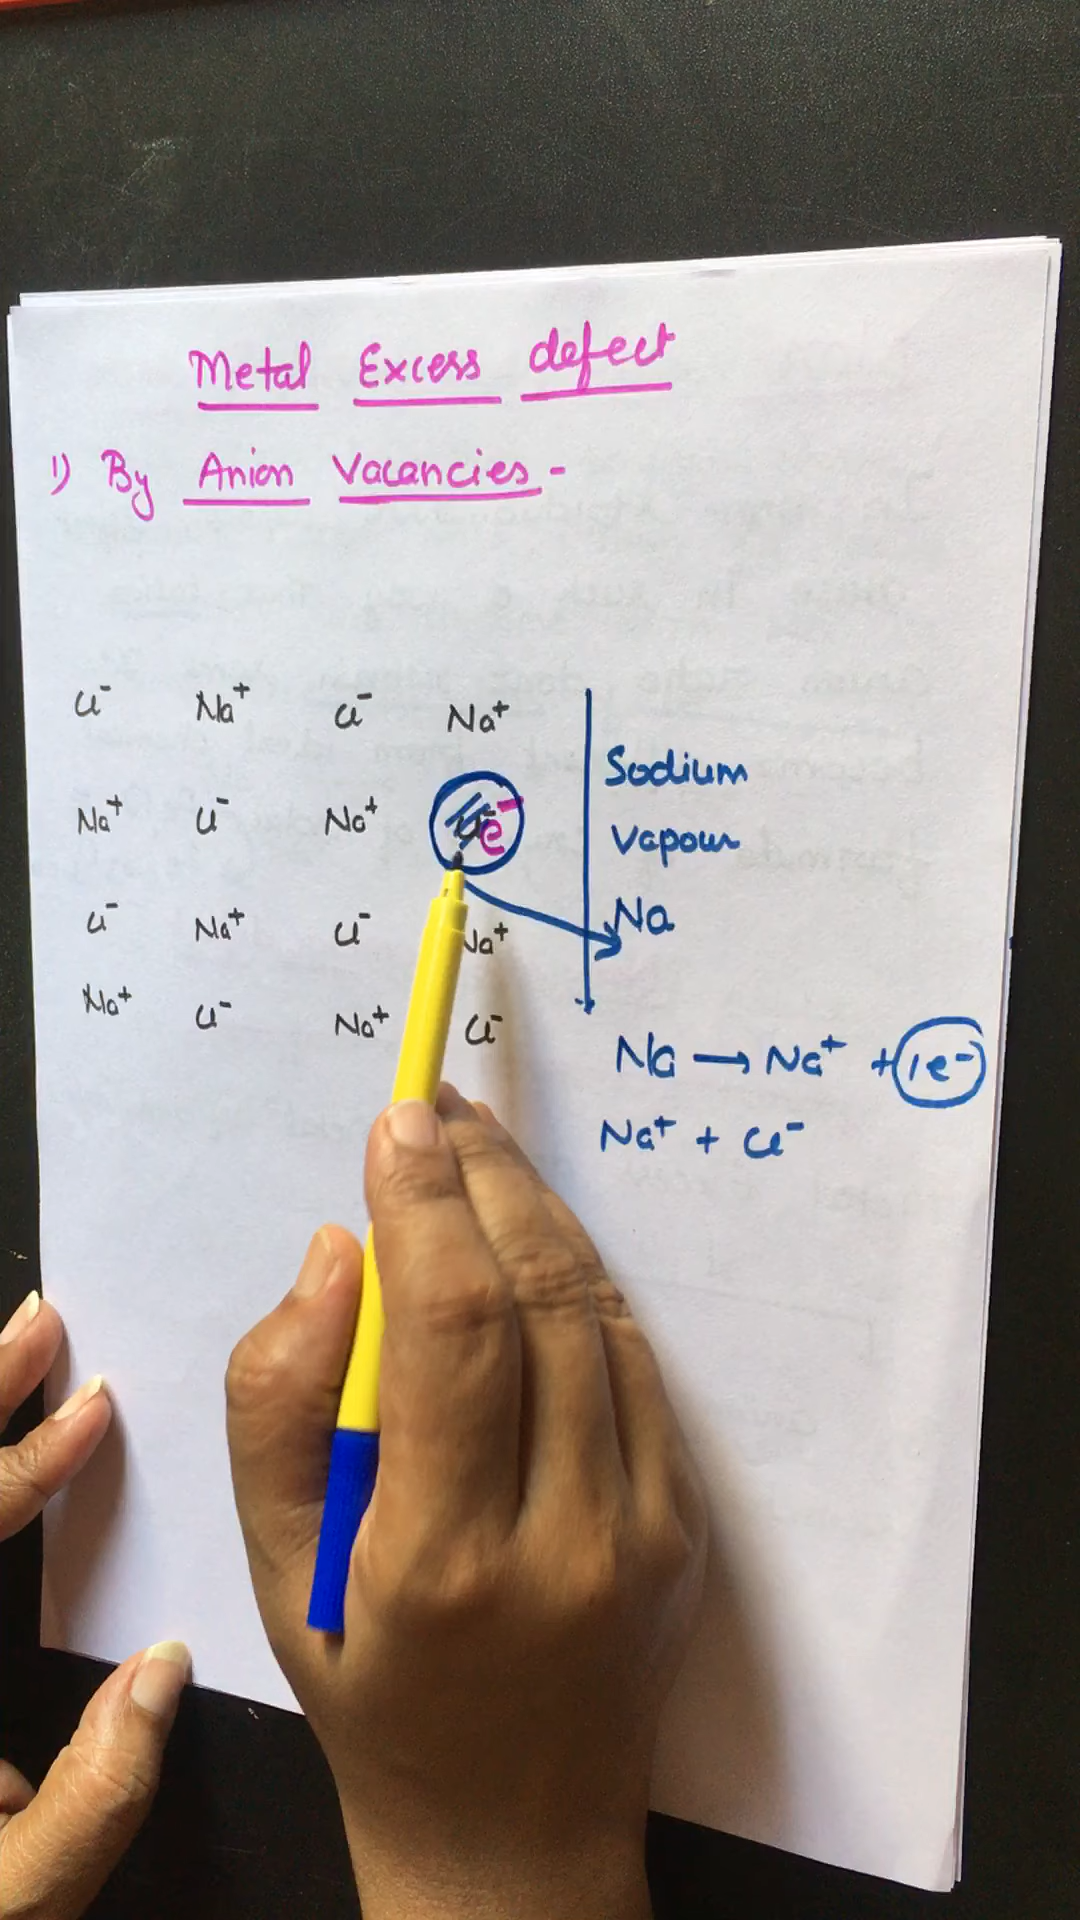 Metal Excess defect
1) By Anion Vacancies -
Cl⁻ Na⁺ Cl⁻ Na⁺
Na⁺ Cl⁻ Na⁺ e⁻
Cl⁻ Na⁺ Cl⁻ Na⁺
Na⁺ Cl⁻ Na⁺ Cl⁻
Sodium
Vapour
Na
Na → Na⁺ + 1e⁻
Na⁺ + Cl⁻